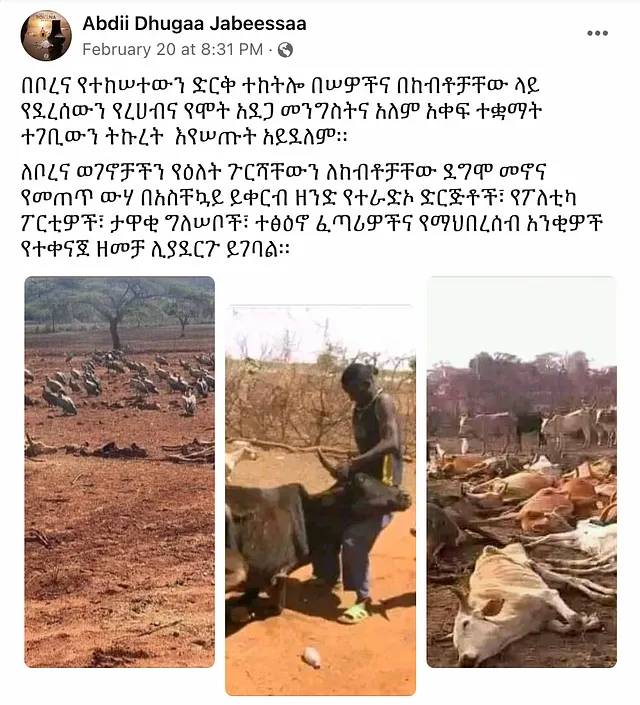 Abdii Dhugaa Jabeessaa
February 20 at 8:31 PM ·
በቦረና የተከሠተውን ድርቅ ተከትሎ በሠዎችና በከብቶቻቸው ላይ
የደረሰውን የረሀብና የሞት አደጋ መንግስትና አለም አቀፍ ተቋማት
ተገቢውን ትኩረት እየሠጡት አይደለም፡፡
ለቦረና ወገኖቻችን የዕለት ጉርሻቸውን ለከብቶቻቸው ደግሞ መኖና
የመጠጥ ውሃ በአስቸኳይ ይቀርብ ዘንድ የተራድኦ ድርጅቶች፣ የፖለቲካ
ፖርቲዎች፣ ታዋቂ ግለሠቦች፣ ተፅዕኖ ፈጣሪዎችና የማህበረሰብ አንቂዎች
የተቀናጀ ዘመቻ ሊያደርጉ ይገባል፡፡